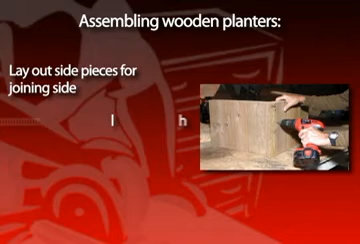 Assembling wooden planters:
Lay out side pieces for
joining side
l h